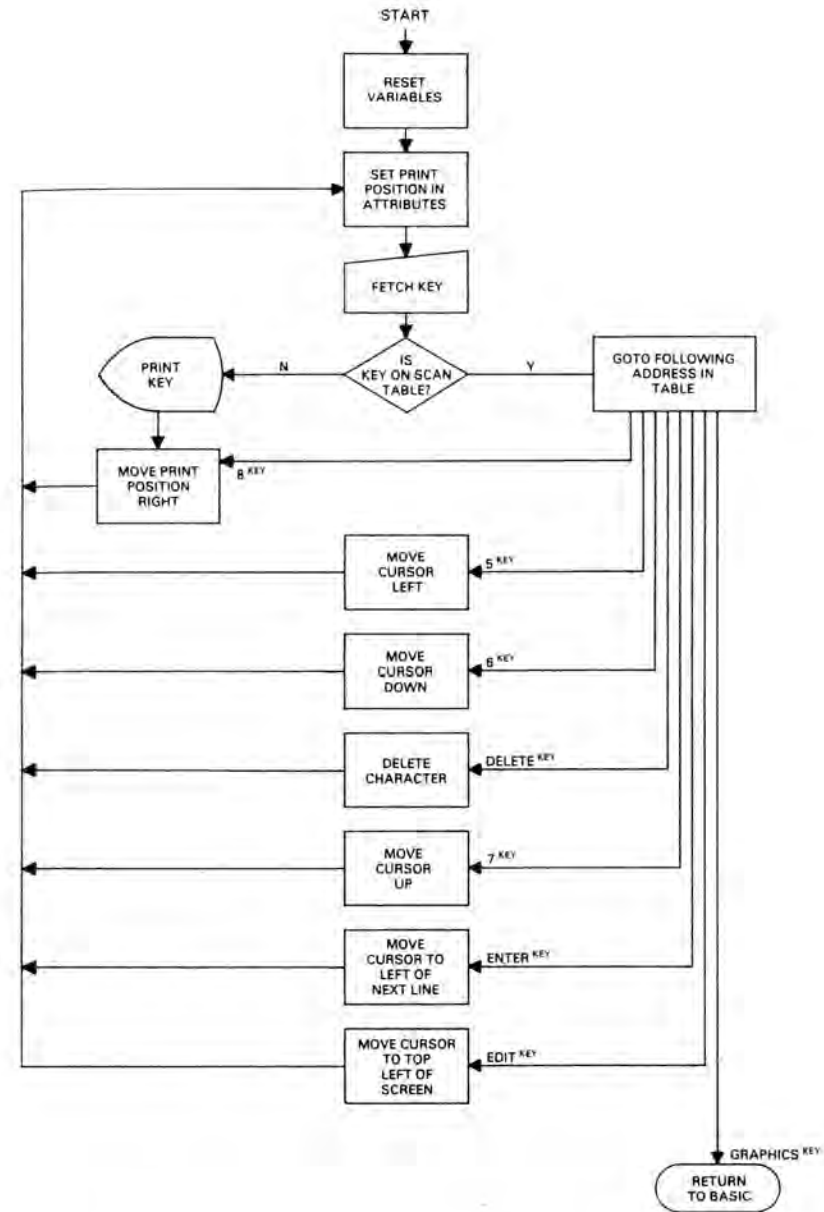 START
RESET
VARIABLES
SET PRINT
POSITION IN
ATTRIBUTES
FETCH KEY
IS
KEY ON SCAN
TABLE?
N
Y
PRINT
KEY
GOTO FOLLOWING
ADDRESS IN
TABLE
MOVE PRINT
POSITION
RIGHT
8 KEY
MOVE
CURSOR
LEFT
5 KEY
MOVE
CURSOR
DOWN
6 KEY
DELETE
CHARACTER
DELETE KEY
MOVE
CURSOR
UP
7 KEY
MOVE
CURSOR TO
LEFT OF
NEXT LINE
ENTER KEY
MOVE CURSOR
TO TOP
LEFT OF
SCREEN
EDIT KEY
GRAPHICS KEY
RETURN
TO BASIC